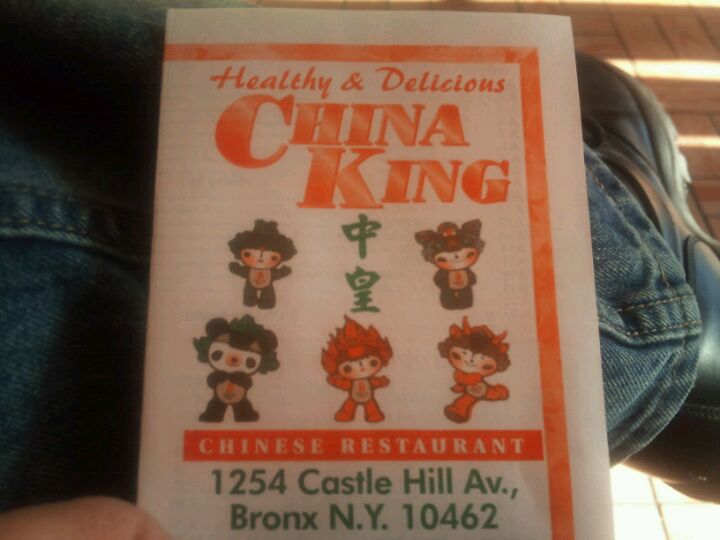 Healthy & Delicious
CHINA
KING
中
皇
CHINESE RESTAURANT
1254 Castle Hill Av.,
Bronx N.Y. 10462